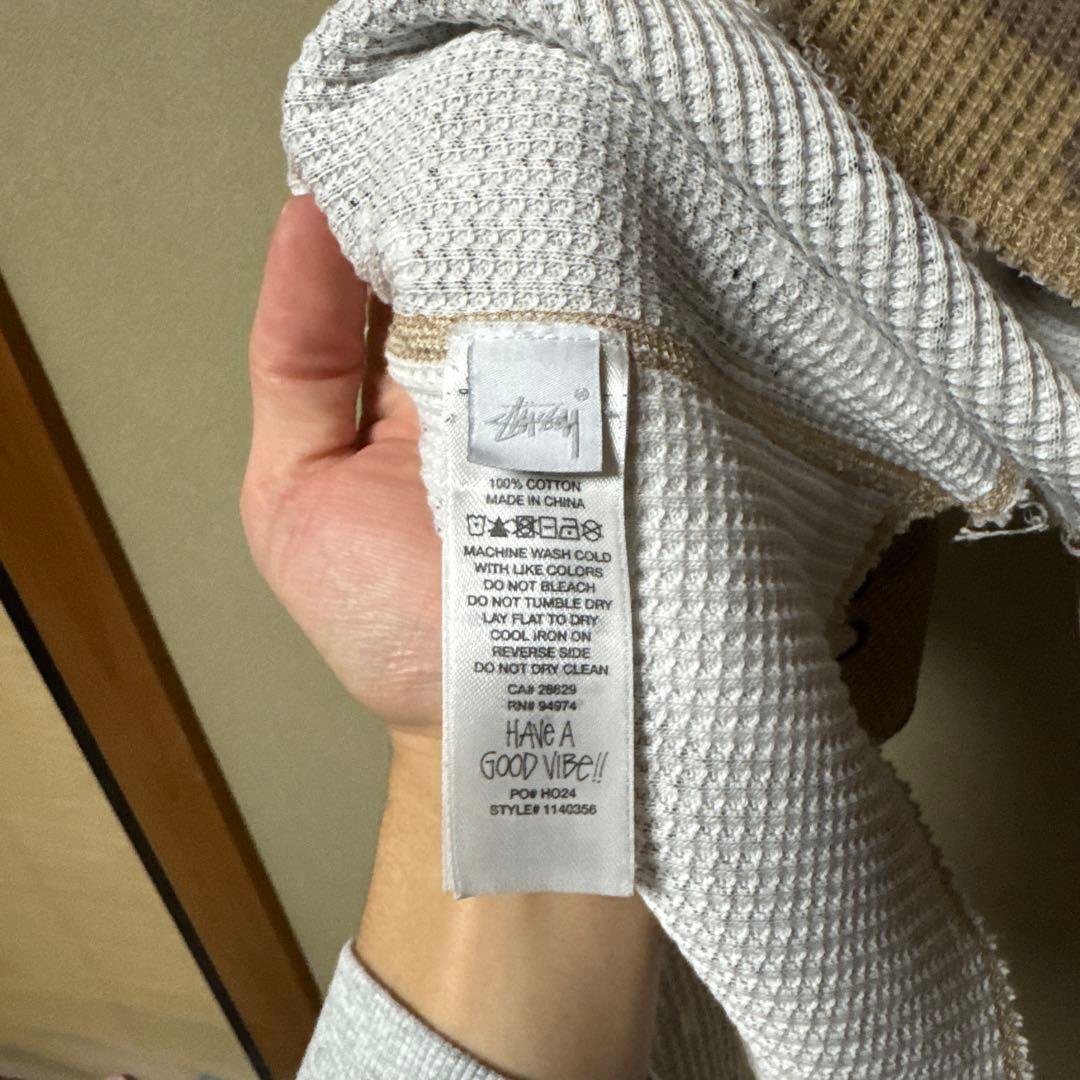 Stüssy
®
100% COTTON
MADE IN CHINA
MACHINE WASH COLD
WITH LIKE COLORS
DO NOT BLEACH
DO NOT TUMBLE DRY
LAY FLAT TO DRY
COOL IRON ON
REVERSE SIDE
DO NOT DRY CLEAN
CA# 28629
RN# 94974
HAVE A
GOOD VIBE!!
PO# HO24
STYLE# 1140356